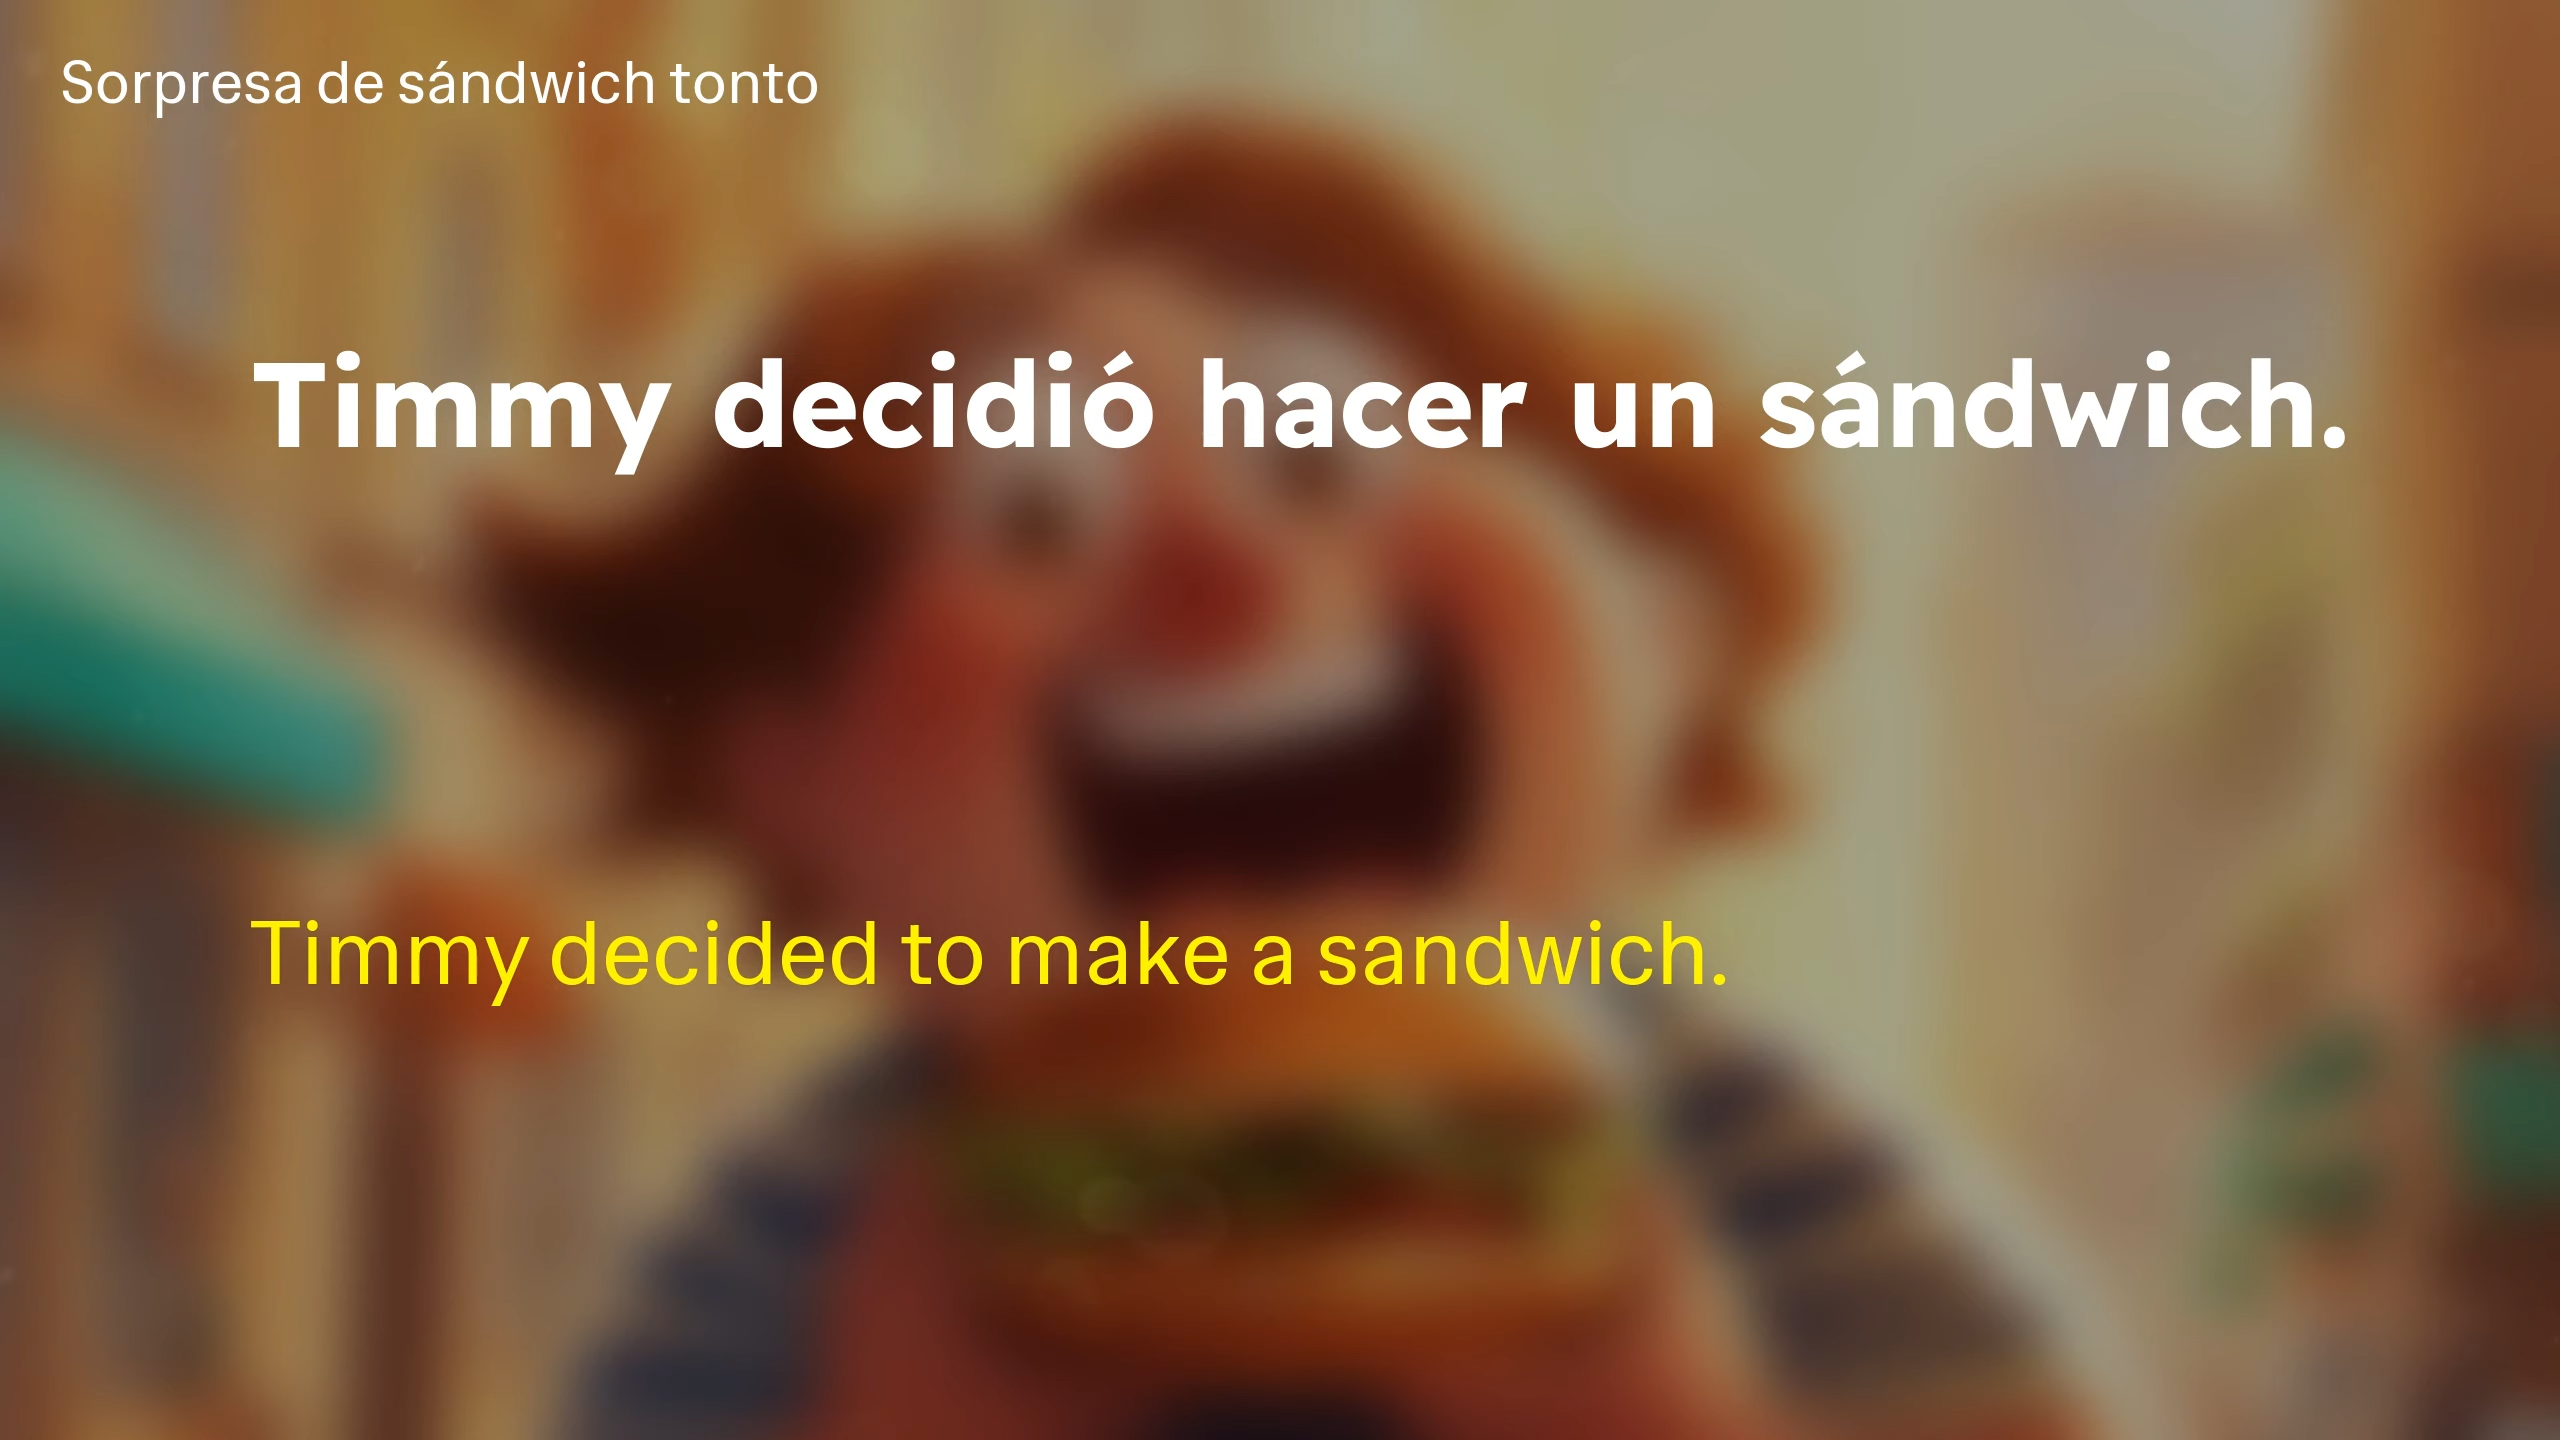 Sorpresa de sándwich tonto
Timmy decidió hacer un sándwich.
Timmy decided to make a sandwich.